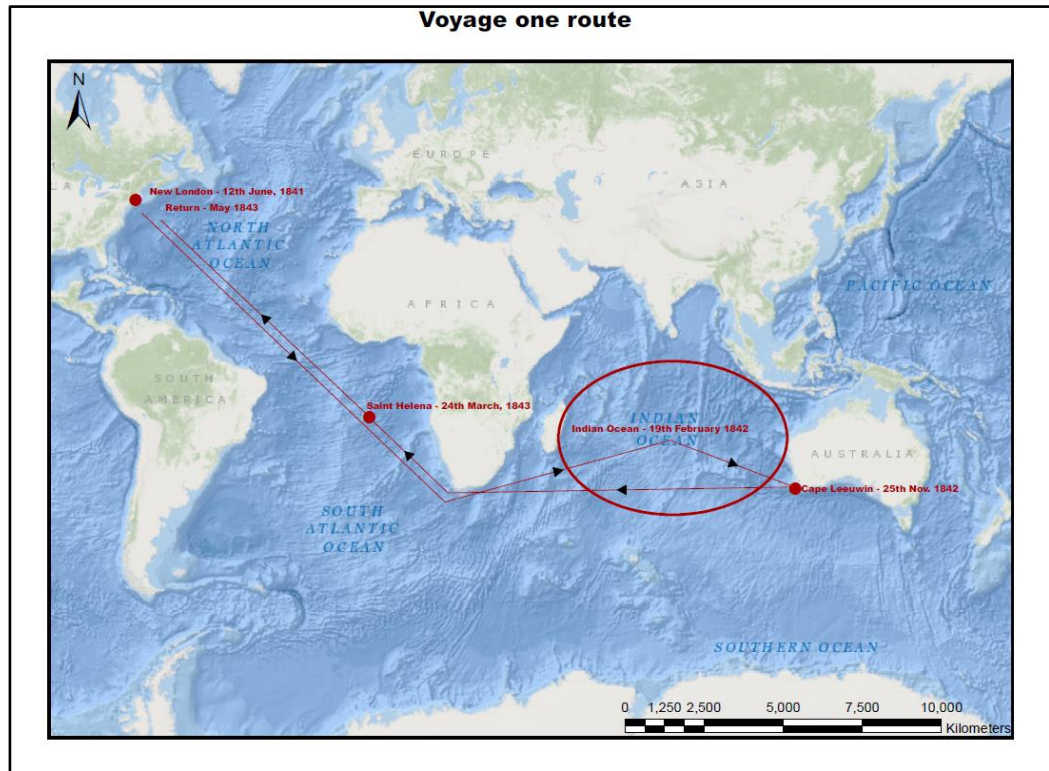 Voyage one route
N
EUROPE
ASIA
CA
New London - 12th June, 1841
Return - May 1843
NORTH
ATLANTIC
OCEAN
PACIFIC OCEAN
AFRICA
SOUTH
AMERICA
Saint Helena - 24th March, 1843
INDIAN
Indian Ocean - 19th February 1842
OCEAN
AUSTRALIA
Cape Leeuwin - 25th Nov. 1842
SOUTH
ATLANTIC
OCEAN
SOUTHERN OCEAN
0 1,250 2,500 5,000 7,500 10,000
Kilometers